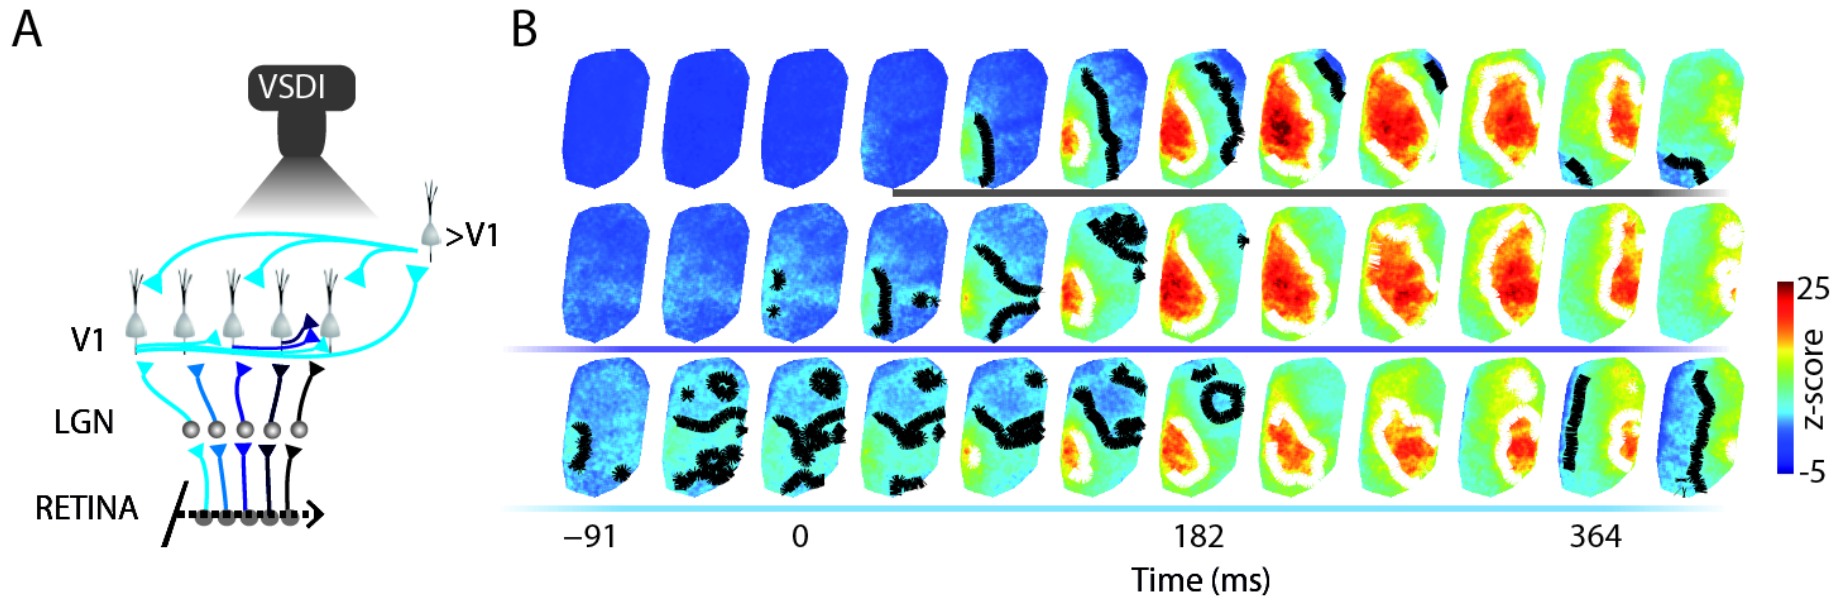 A
B
VSDI
>V1
V1
LGN
RETINA
25
z-score
-5
−91
0
182
364
Time (ms)